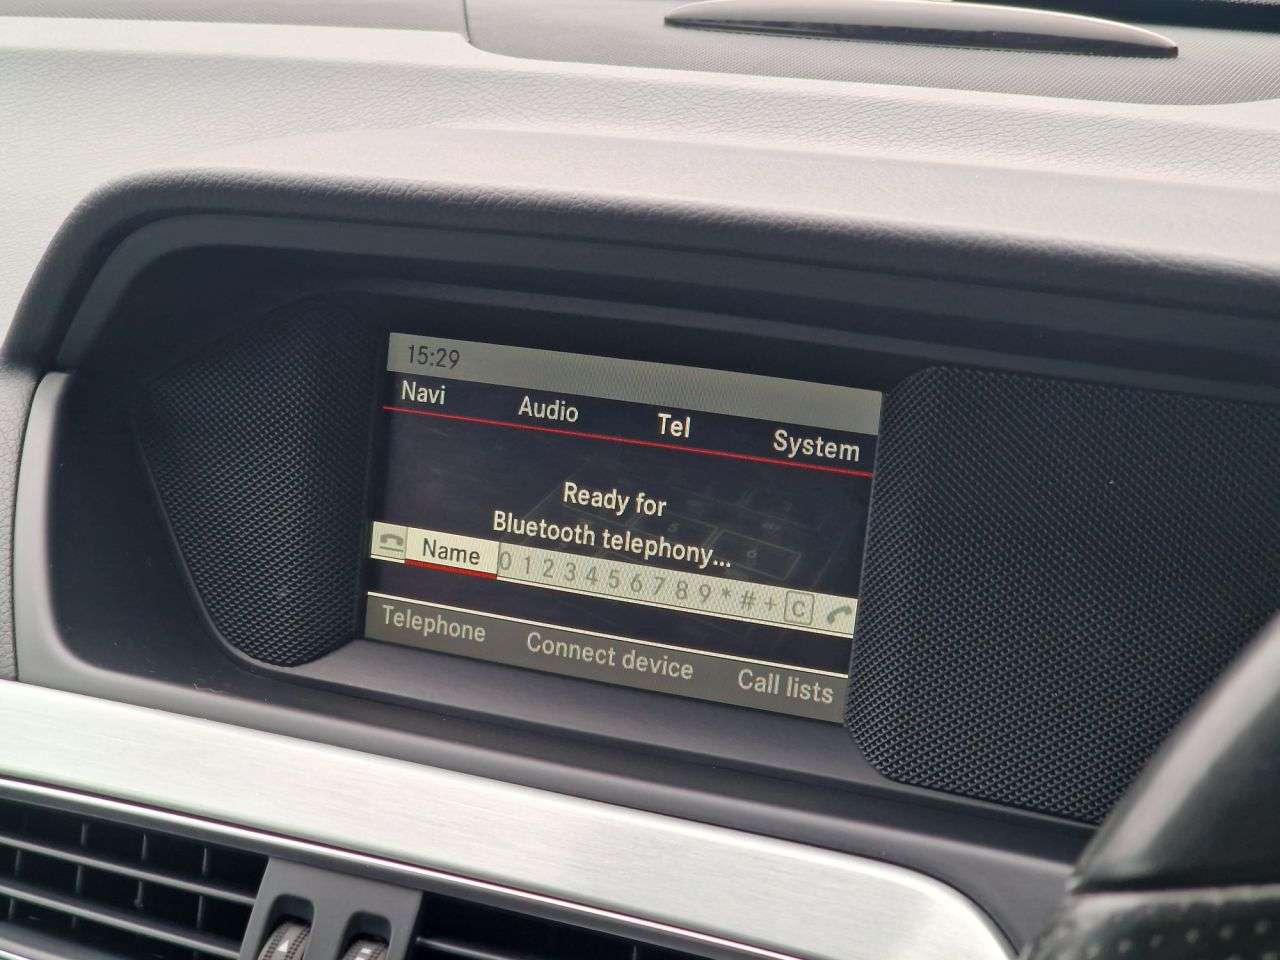 15:29
Navi Audio Tel System
Ready for
Bluetooth telephony...
Name 0 1 2 3 4 5 6 7 8 9 * # + C
Telephone Connect device Call lists